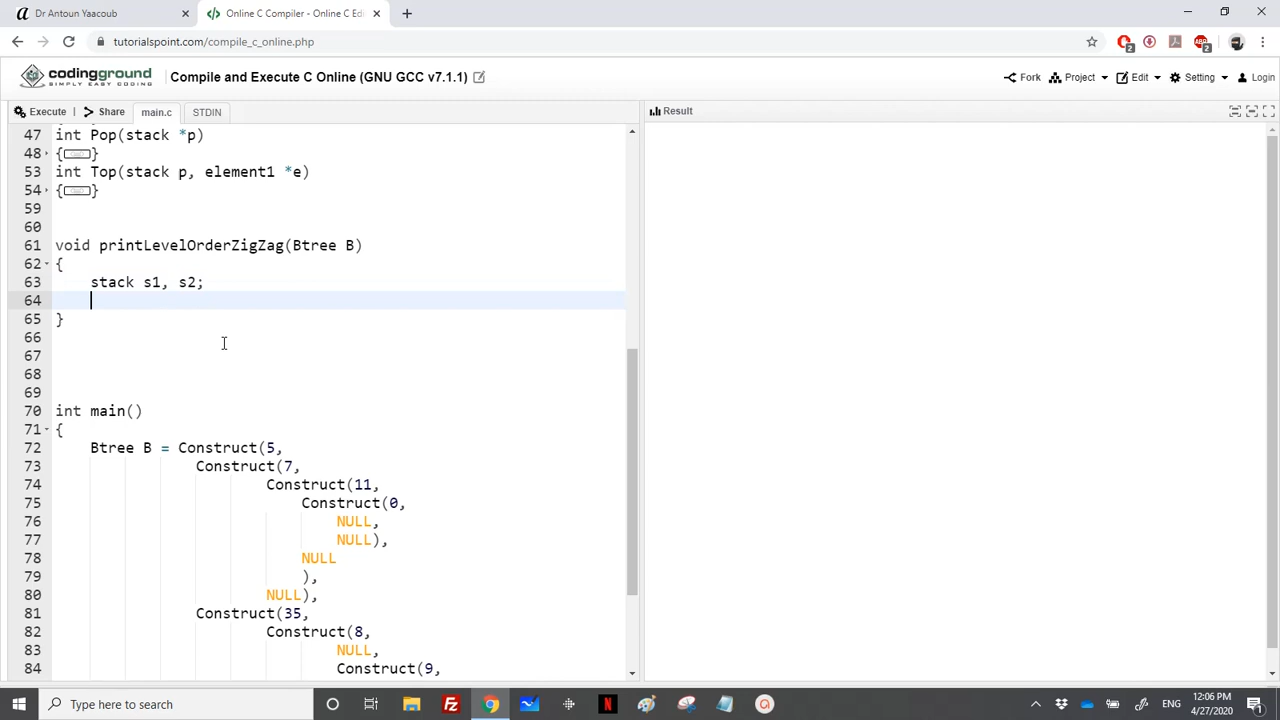 Dr Antoun Yaacoub
Online C Compiler - Online C Edi
tutorialspoint.com/compile_c_online.php
2
2
codingground
SIMPLY EASY CODING
Compile and Execute C Online (GNU GCC v7.1.1)
Fork
Project
Edit
Setting
Login
Execute
Share
main.c
STDIN
Result
47 int Pop(stack *p)
48 {}
53 int Top(stack p, element1 *e)
54 {}
59
60
61 void printLevelOrderZigZag(Btree B)
62 {
63 stack s1, s2;
64
65 }
66
67
68
69
70 int main()
71 {
72 Btree B = Construct(5,
73 Construct(7,
74 Construct(11,
75 Construct(0,
76 NULL,
77 NULL),
78 NULL
79 ),
80 NULL),
81 Construct(35,
82 Construct(8,
83 NULL,
84 Construct(9,
Type here to search
ENG
12:06 PM
4/27/2020
1